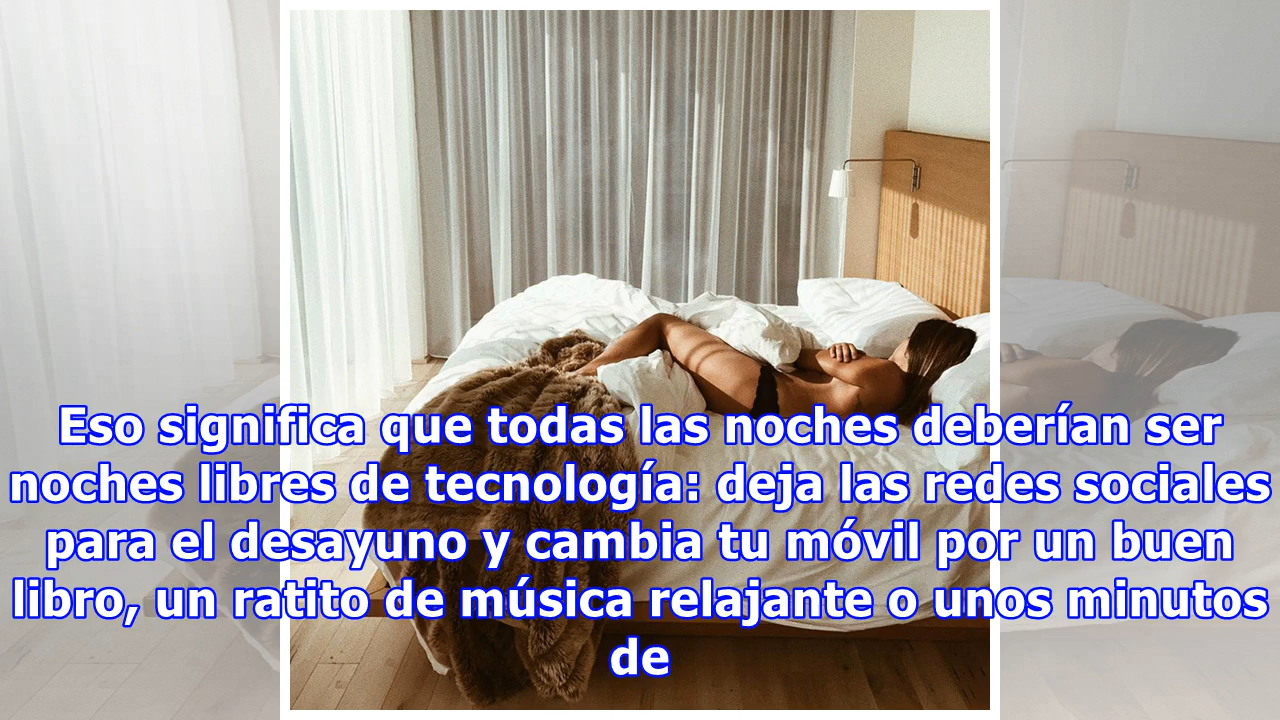 Eso significa que todas las noches deberían ser
noches libres de tecnología: deja las redes sociales
para el desayuno y cambia tu móvil por un buen
libro, un ratito de música relajante o unos minutos
de